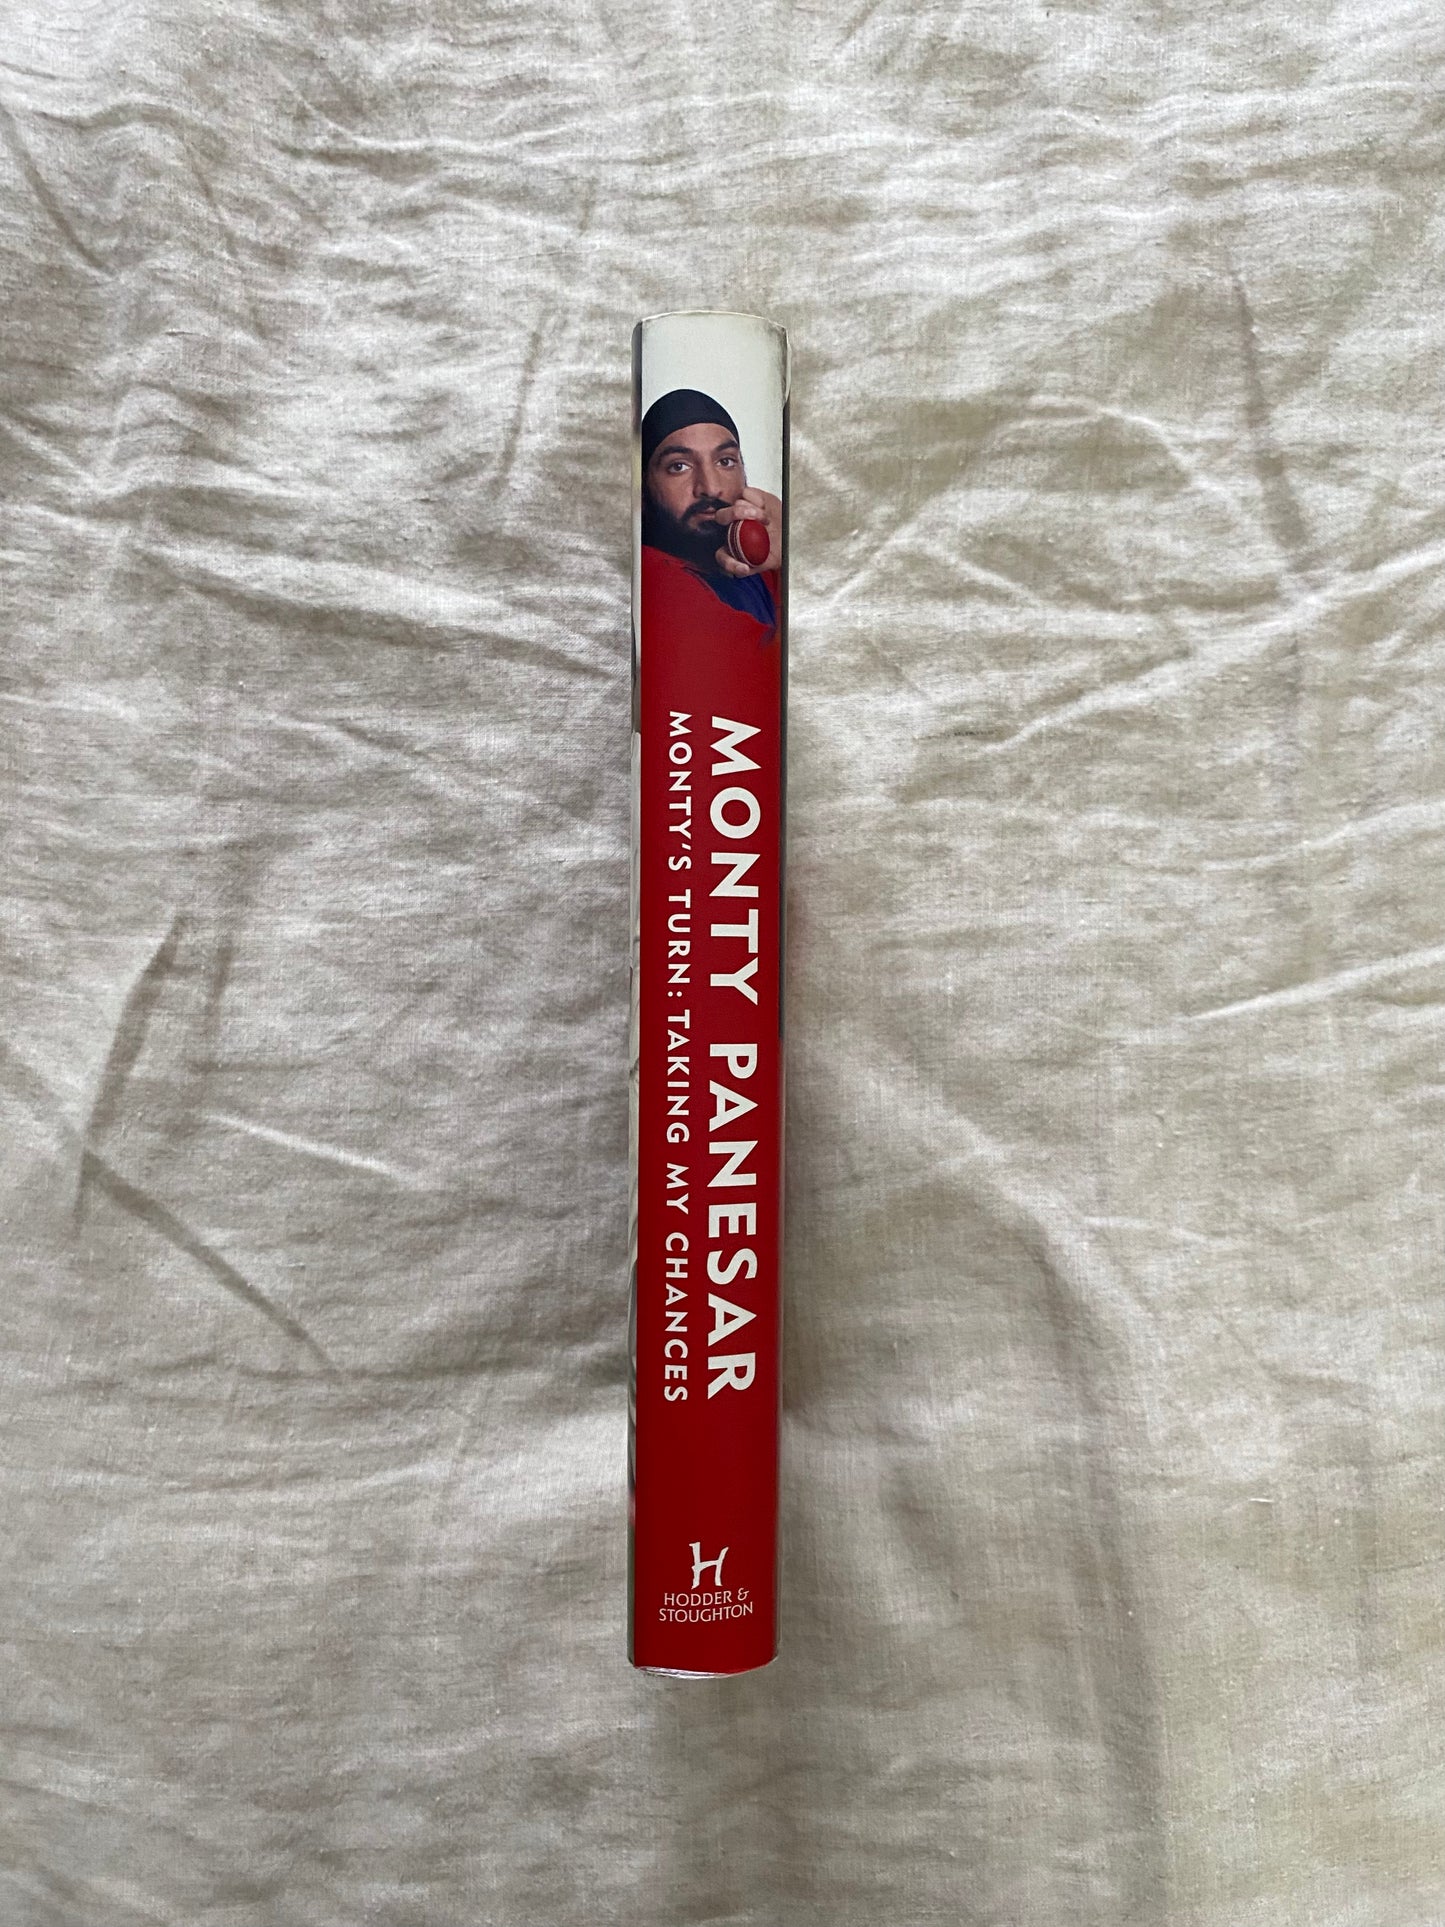 MONTY PANESAR
MONTY'S TURN: TAKING MY CHANCES
H
HODDER &
STOUGHTON